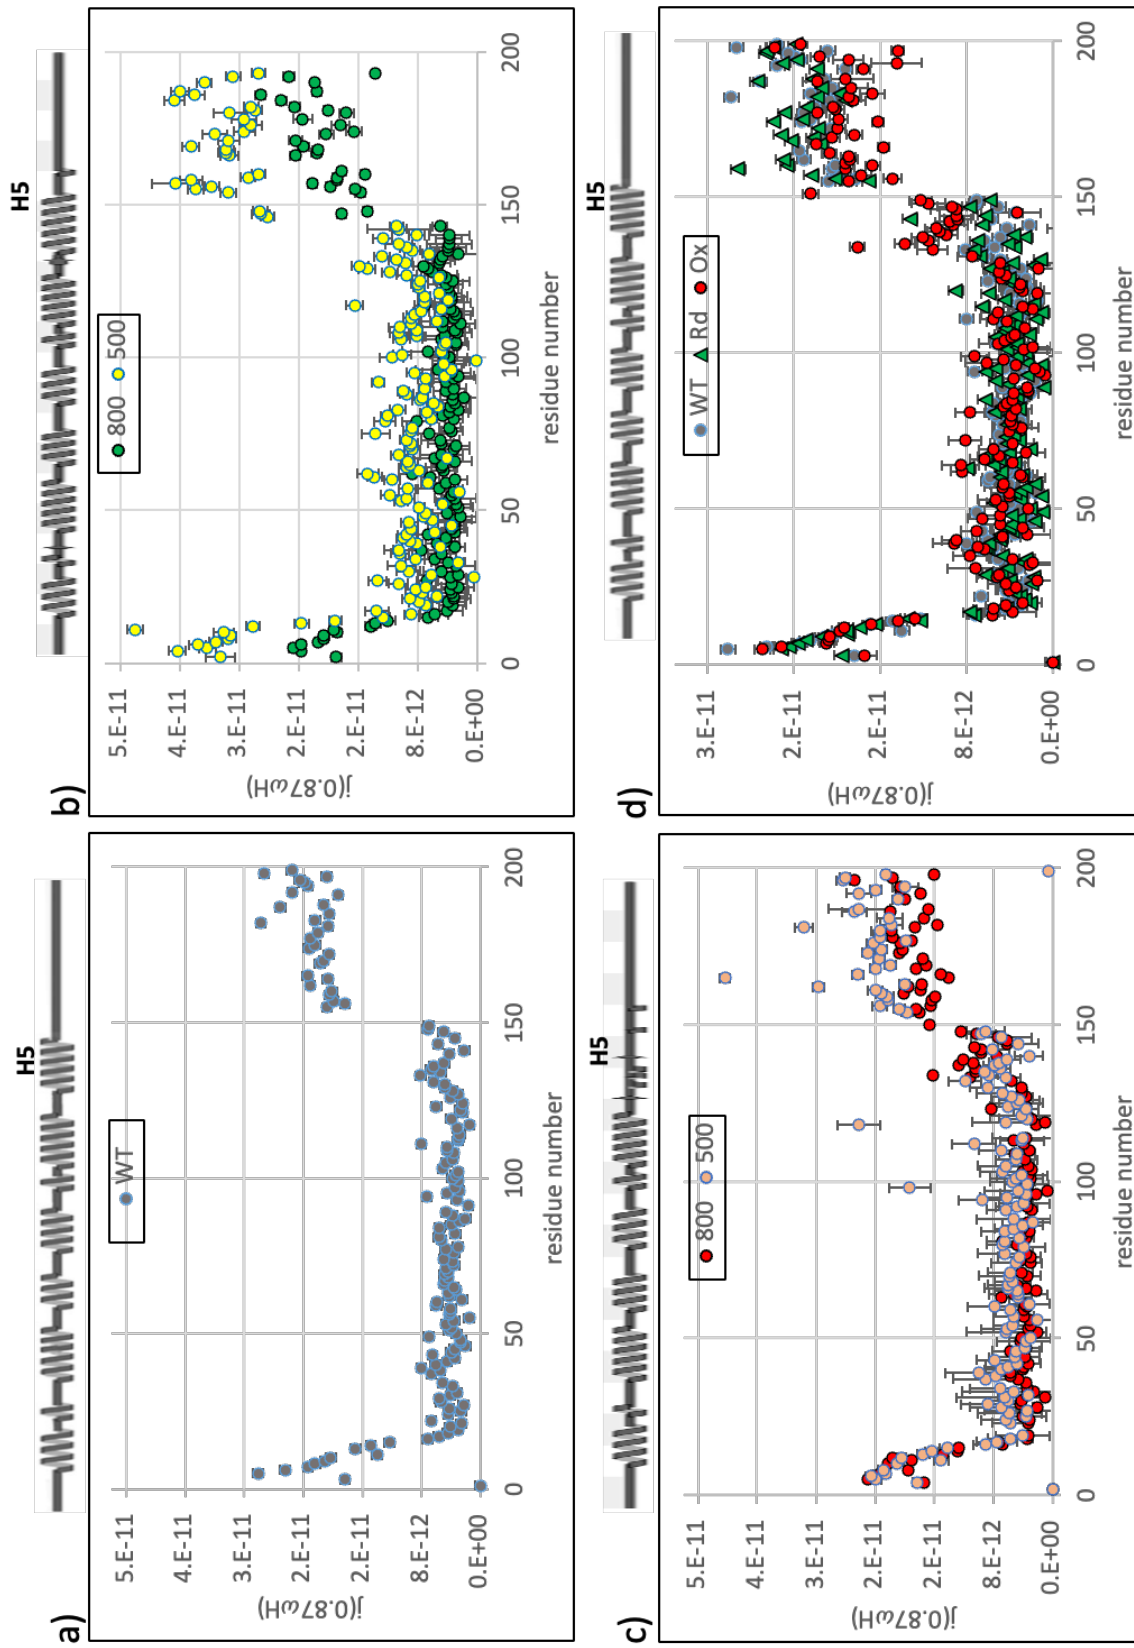 a)
H5
WT
5.E-11
4.E-11
3.E-11
2.E-11
2.E-11
8.E-12
0.E+00
j(0.87ωH)
0
50
100
150
200
residue number
b)
H5
800
500
5.E-11
4.E-11
3.E-11
2.E-11
2.E-11
8.E-12
0.E+00
j(0.87ωH)
0
50
100
150
200
residue number
c)
H5
800
500
5.E-11
4.E-11
3.E-11
2.E-11
2.E-11
8.E-12
0.E+00
j(0.87ωH)
0
50
100
150
200
residue number
d)
H5
WT
Rd
Ox
3.E-11
2.E-11
2.E-11
8.E-12
0.E+00
j(0.87ωH)
0
50
100
150
200
residue number